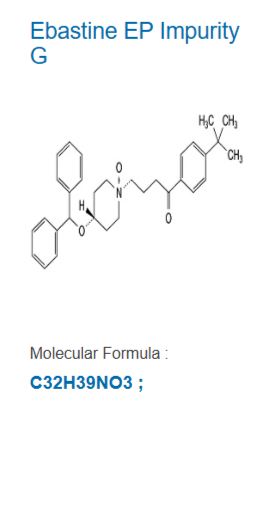 Ebastine EP Impurity
G
H₃C CH₃
CH₃
O
N
H
O
O
Molecular Formula :
C32H39NO3 ;